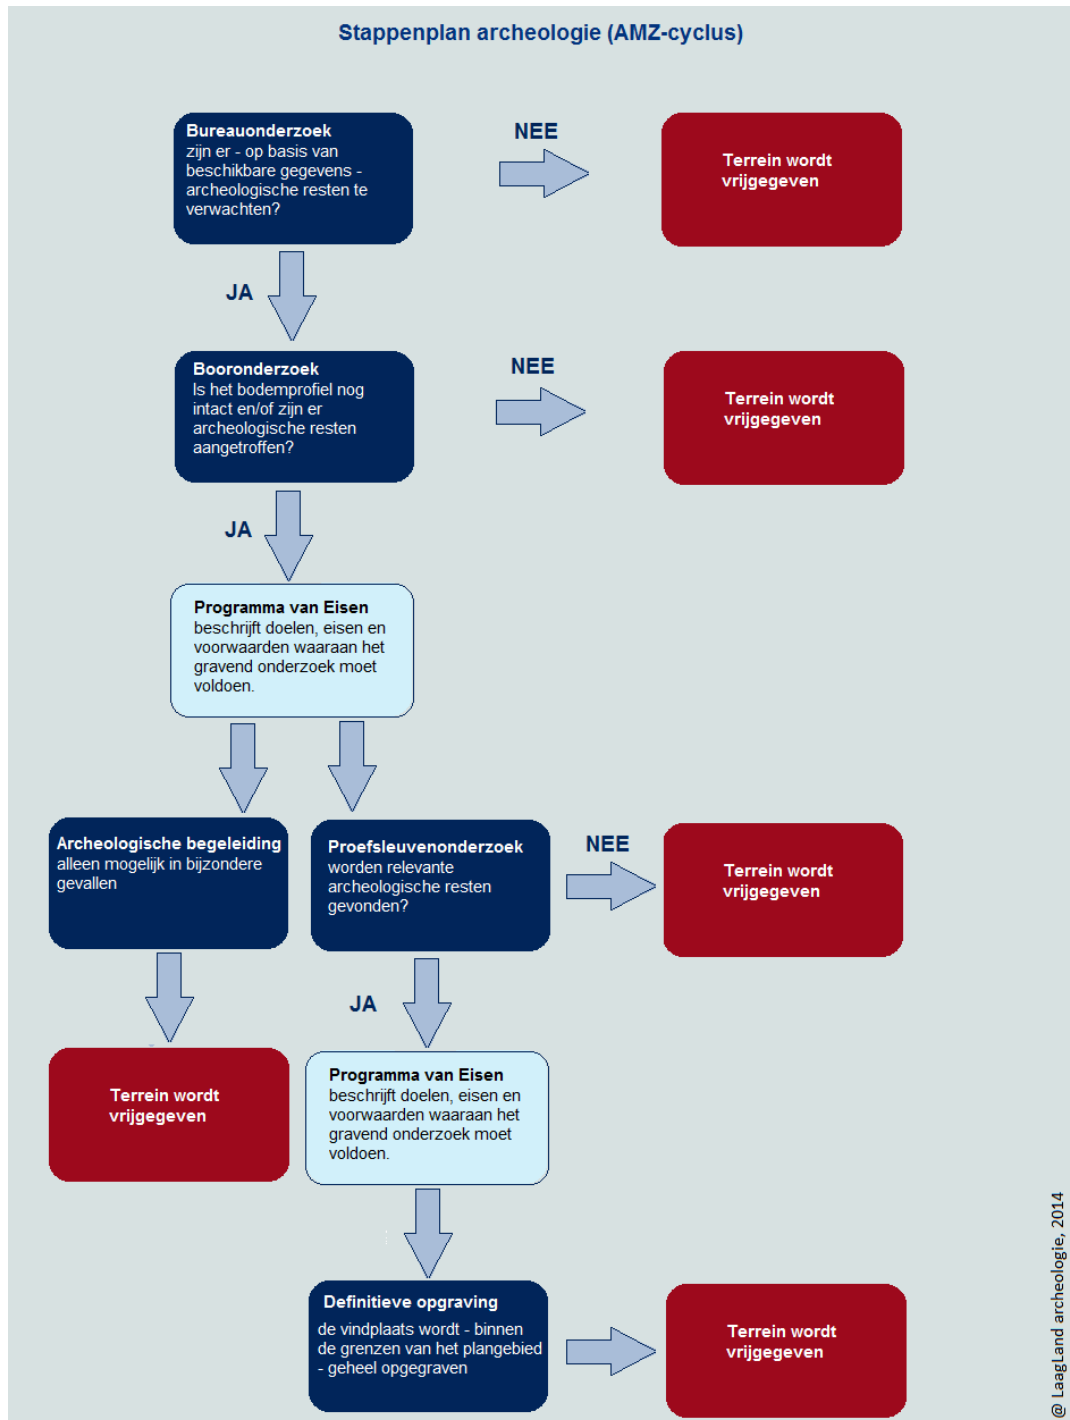 Stappenplan archeologie (AMZ-cyclus)
Bureauonderzoek
zijn er - op basis van
beschikbare gegevens -
archeologische resten te
verwachten?
NEE
Terrein wordt
vrijgegeven
JA
Booronderzoek
Is het bodemprofiel nog
intact en/of zijn er
archeologische resten
aangetroffen?
NEE
Terrein wordt
vrijgegeven
JA
Programma van Eisen
beschrijft doelen, eisen en
voorwaarden waaraan het
gravend onderzoek moet
voldoen.
Archeologische begeleiding
alleen mogelijk in bijzondere
gevallen
Proefsleuvenonderzoek
worden relevante
archeologische resten
gevonden?
NEE
Terrein wordt
vrijgegeven
JA
Terrein wordt
vrijgegeven
Programma van Eisen
beschrijft doelen, eisen en
voorwaarden waaraan het
gravend onderzoek moet
voldoen.
Definitieve opgraving
de vindplaats wordt - binnen
de grenzen van het plangebied
- geheel opgegraven
Terrein wordt
vrijgegeven
@ LaagLand archeologie, 2014